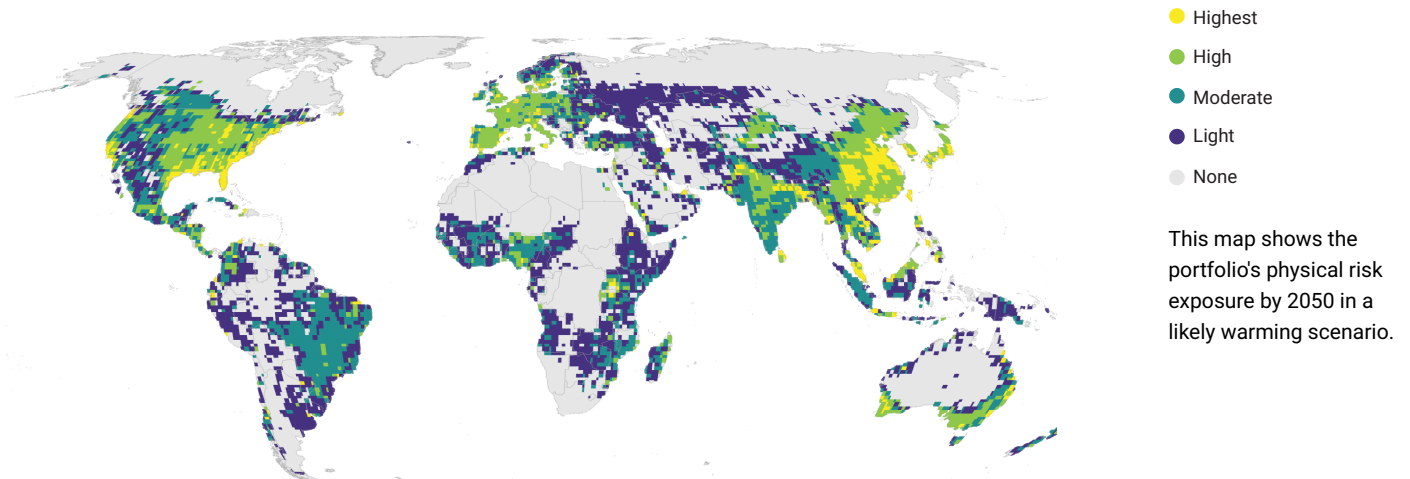 Highest
High
Moderate
Light
None
This map shows the
portfolio's physical risk
exposure by 2050 in a
likely warming scenario.